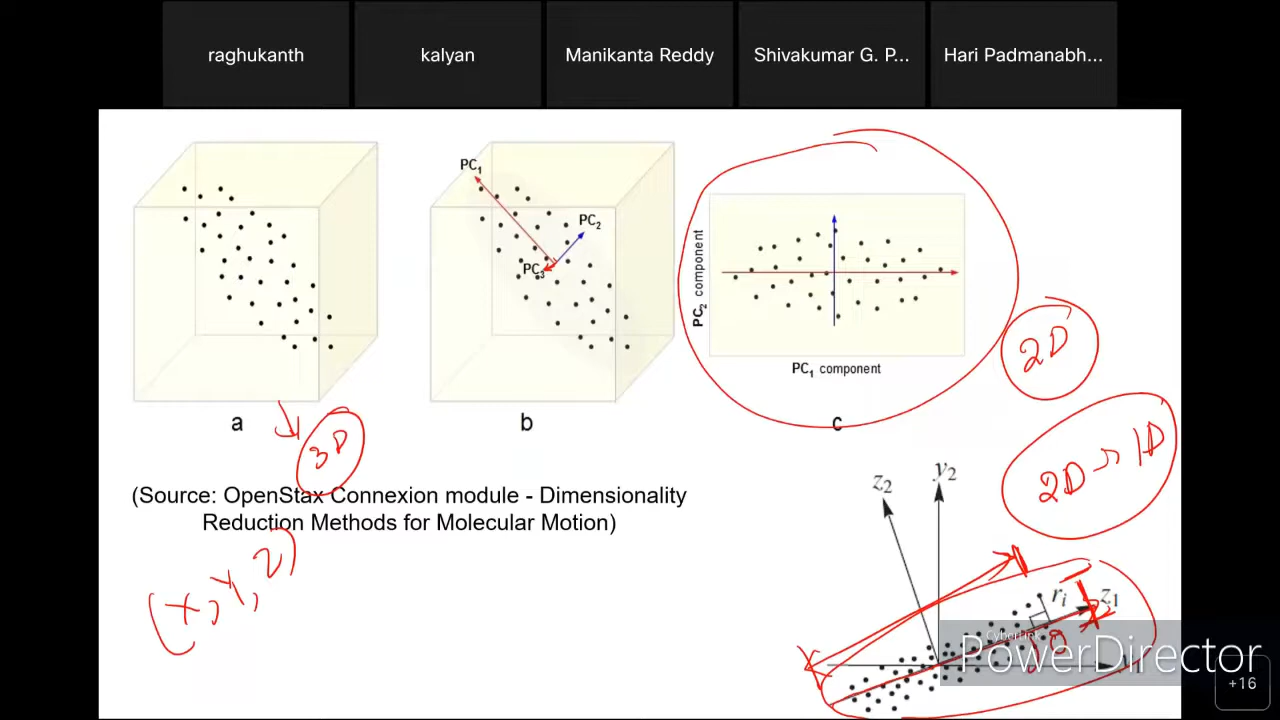 raghukanth
kalyan
Manikanta Reddy
Shivakumar G. P...
Hari Padmanabh...
PC1
PC2
PC3
PC2 component
PC1 component
a
b
c
3D
2D
2D → 1D
(Source: OpenStax Connexion module - Dimensionality
Reduction Methods for Molecular Motion)
(x, y, z)
z2
y2
ri
z1
CyberLink
PowerDirector
+16